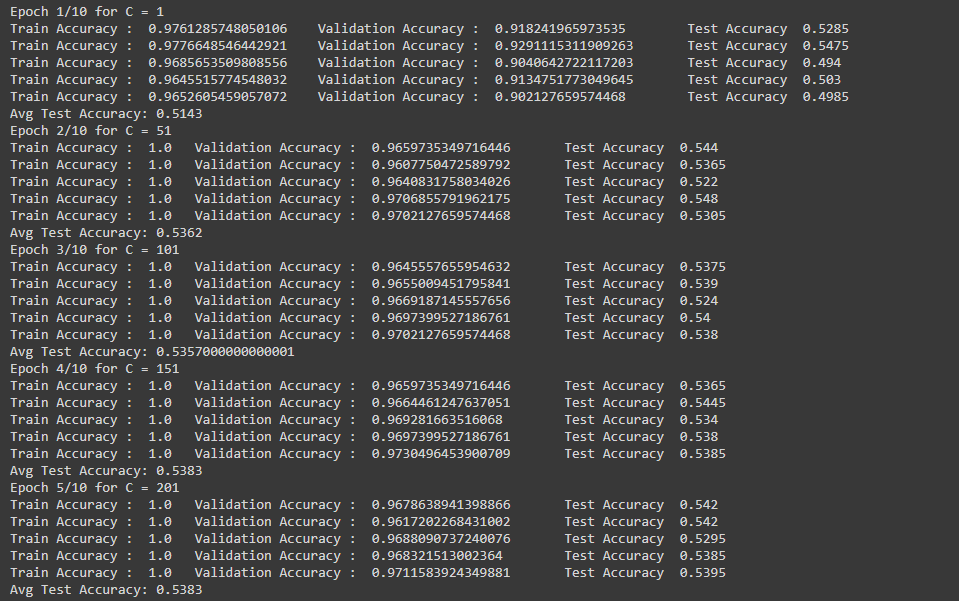 Epoch 1/10 for C = 1
Train Accuracy :  0.9761285748050106    Validation Accuracy :  0.918241965973535        Test Accuracy  0.5285
Train Accuracy :  0.9776648546442921    Validation Accuracy :  0.9291115311909263       Test Accuracy  0.5475
Train Accuracy :  0.9685653509808556    Validation Accuracy :  0.9040642722117203       Test Accuracy  0.494
Train Accuracy :  0.9645515774548032    Validation Accuracy :  0.9134751773049645       Test Accuracy  0.503
Train Accuracy :  0.9652605459057072    Validation Accuracy :  0.902127659574468        Test Accuracy  0.4985
Avg Test Accuracy: 0.5143
Epoch 2/10 for C = 51
Train Accuracy :  1.0   Validation Accuracy :  0.9659735349716446       Test Accuracy  0.544
Train Accuracy :  1.0   Validation Accuracy :  0.9607750472589792       Test Accuracy  0.5365
Train Accuracy :  1.0   Validation Accuracy :  0.9640831758034026       Test Accuracy  0.522
Train Accuracy :  1.0   Validation Accuracy :  0.9706855791962175       Test Accuracy  0.548
Train Accuracy :  1.0   Validation Accuracy :  0.9702127659574468       Test Accuracy  0.5305
Avg Test Accuracy: 0.5362
Epoch 3/10 for C = 101
Train Accuracy :  1.0   Validation Accuracy :  0.9645557655954632       Test Accuracy  0.5375
Train Accuracy :  1.0   Validation Accuracy :  0.9655009451795841       Test Accuracy  0.539
Train Accuracy :  1.0   Validation Accuracy :  0.9669187145557656       Test Accuracy  0.524
Train Accuracy :  1.0   Validation Accuracy :  0.9697399527186761       Test Accuracy  0.54
Train Accuracy :  1.0   Validation Accuracy :  0.9702127659574468       Test Accuracy  0.538
Avg Test Accuracy: 0.5357000000000001
Epoch 4/10 for C = 151
Train Accuracy :  1.0   Validation Accuracy :  0.9659735349716446       Test Accuracy  0.5365
Train Accuracy :  1.0   Validation Accuracy :  0.9664461247637051       Test Accuracy  0.5445
Train Accuracy :  1.0   Validation Accuracy :  0.969281663516068        Test Accuracy  0.534
Train Accuracy :  1.0   Validation Accuracy :  0.9697399527186761       Test Accuracy  0.538
Train Accuracy :  1.0   Validation Accuracy :  0.9730496453900709       Test Accuracy  0.5385
Avg Test Accuracy: 0.5383
Epoch 5/10 for C = 201
Train Accuracy :  1.0   Validation Accuracy :  0.9678638941398866       Test Accuracy  0.542
Train Accuracy :  1.0   Validation Accuracy :  0.9617202268431002       Test Accuracy  0.542
Train Accuracy :  1.0   Validation Accuracy :  0.9688090737240076       Test Accuracy  0.5295
Train Accuracy :  1.0   Validation Accuracy :  0.968321513002364        Test Accuracy  0.5385
Train Accuracy :  1.0   Validation Accuracy :  0.9711583924349881       Test Accuracy  0.5395
Avg Test Accuracy: 0.5383